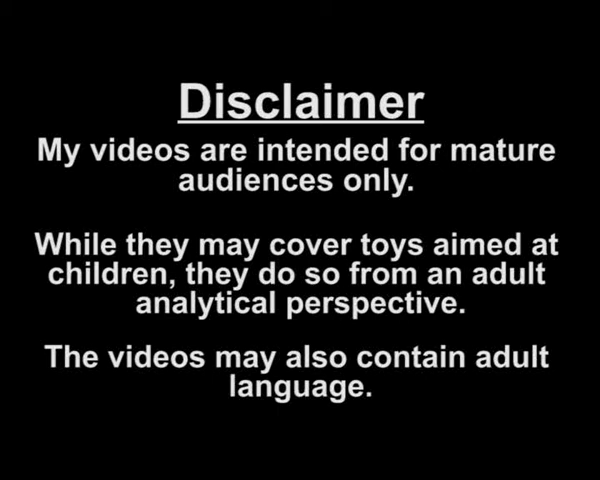 Disclaimer
My videos are intended for mature
audiences only.
While they may cover toys aimed at
children, they do so from an adult
analytical perspective.
The videos may also contain adult
language.